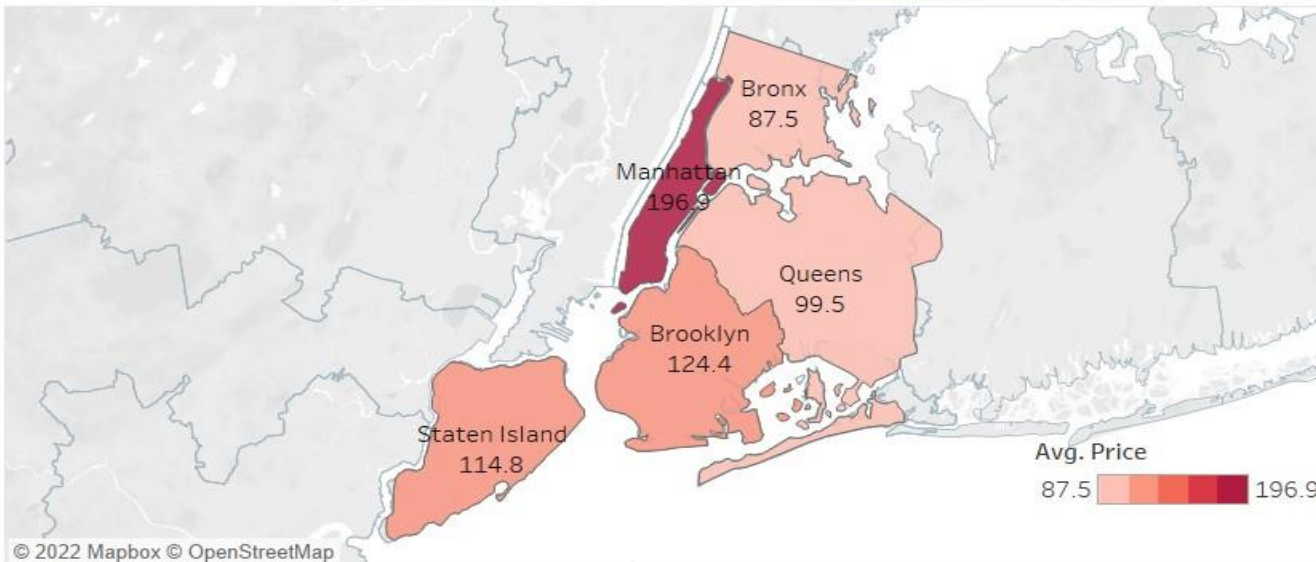 Bronx
87.5
Manhattan
196.9
Queens
99.5
Brooklyn
124.4
Staten Island
114.8
Avg. Price
87.5 196.9
© 2022 Mapbox © OpenStreetMap